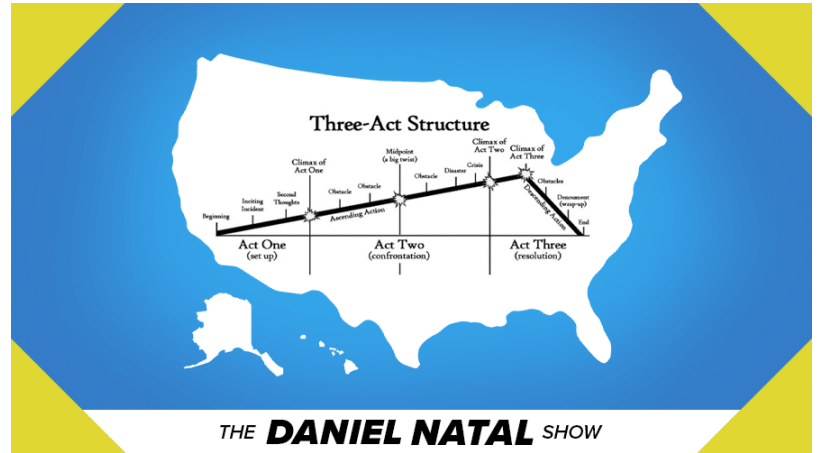 Three-Act Structure
Climax of
Act One
Midpoint
(a big twist)
Climax of
Act Two
Climax of
Act Three
Beginning
Inciting
Incident
Second
Thoughts
Obstacle
Obstacle
Ascending Action
Obstacle
Disaster
Crisis
Obstacles
Descending Action
Denoument
(wrap-up)
End
Act One
(set up)
Act Two
(confrontation)
Act Three
(resolution)
THE DANIEL NATAL SHOW